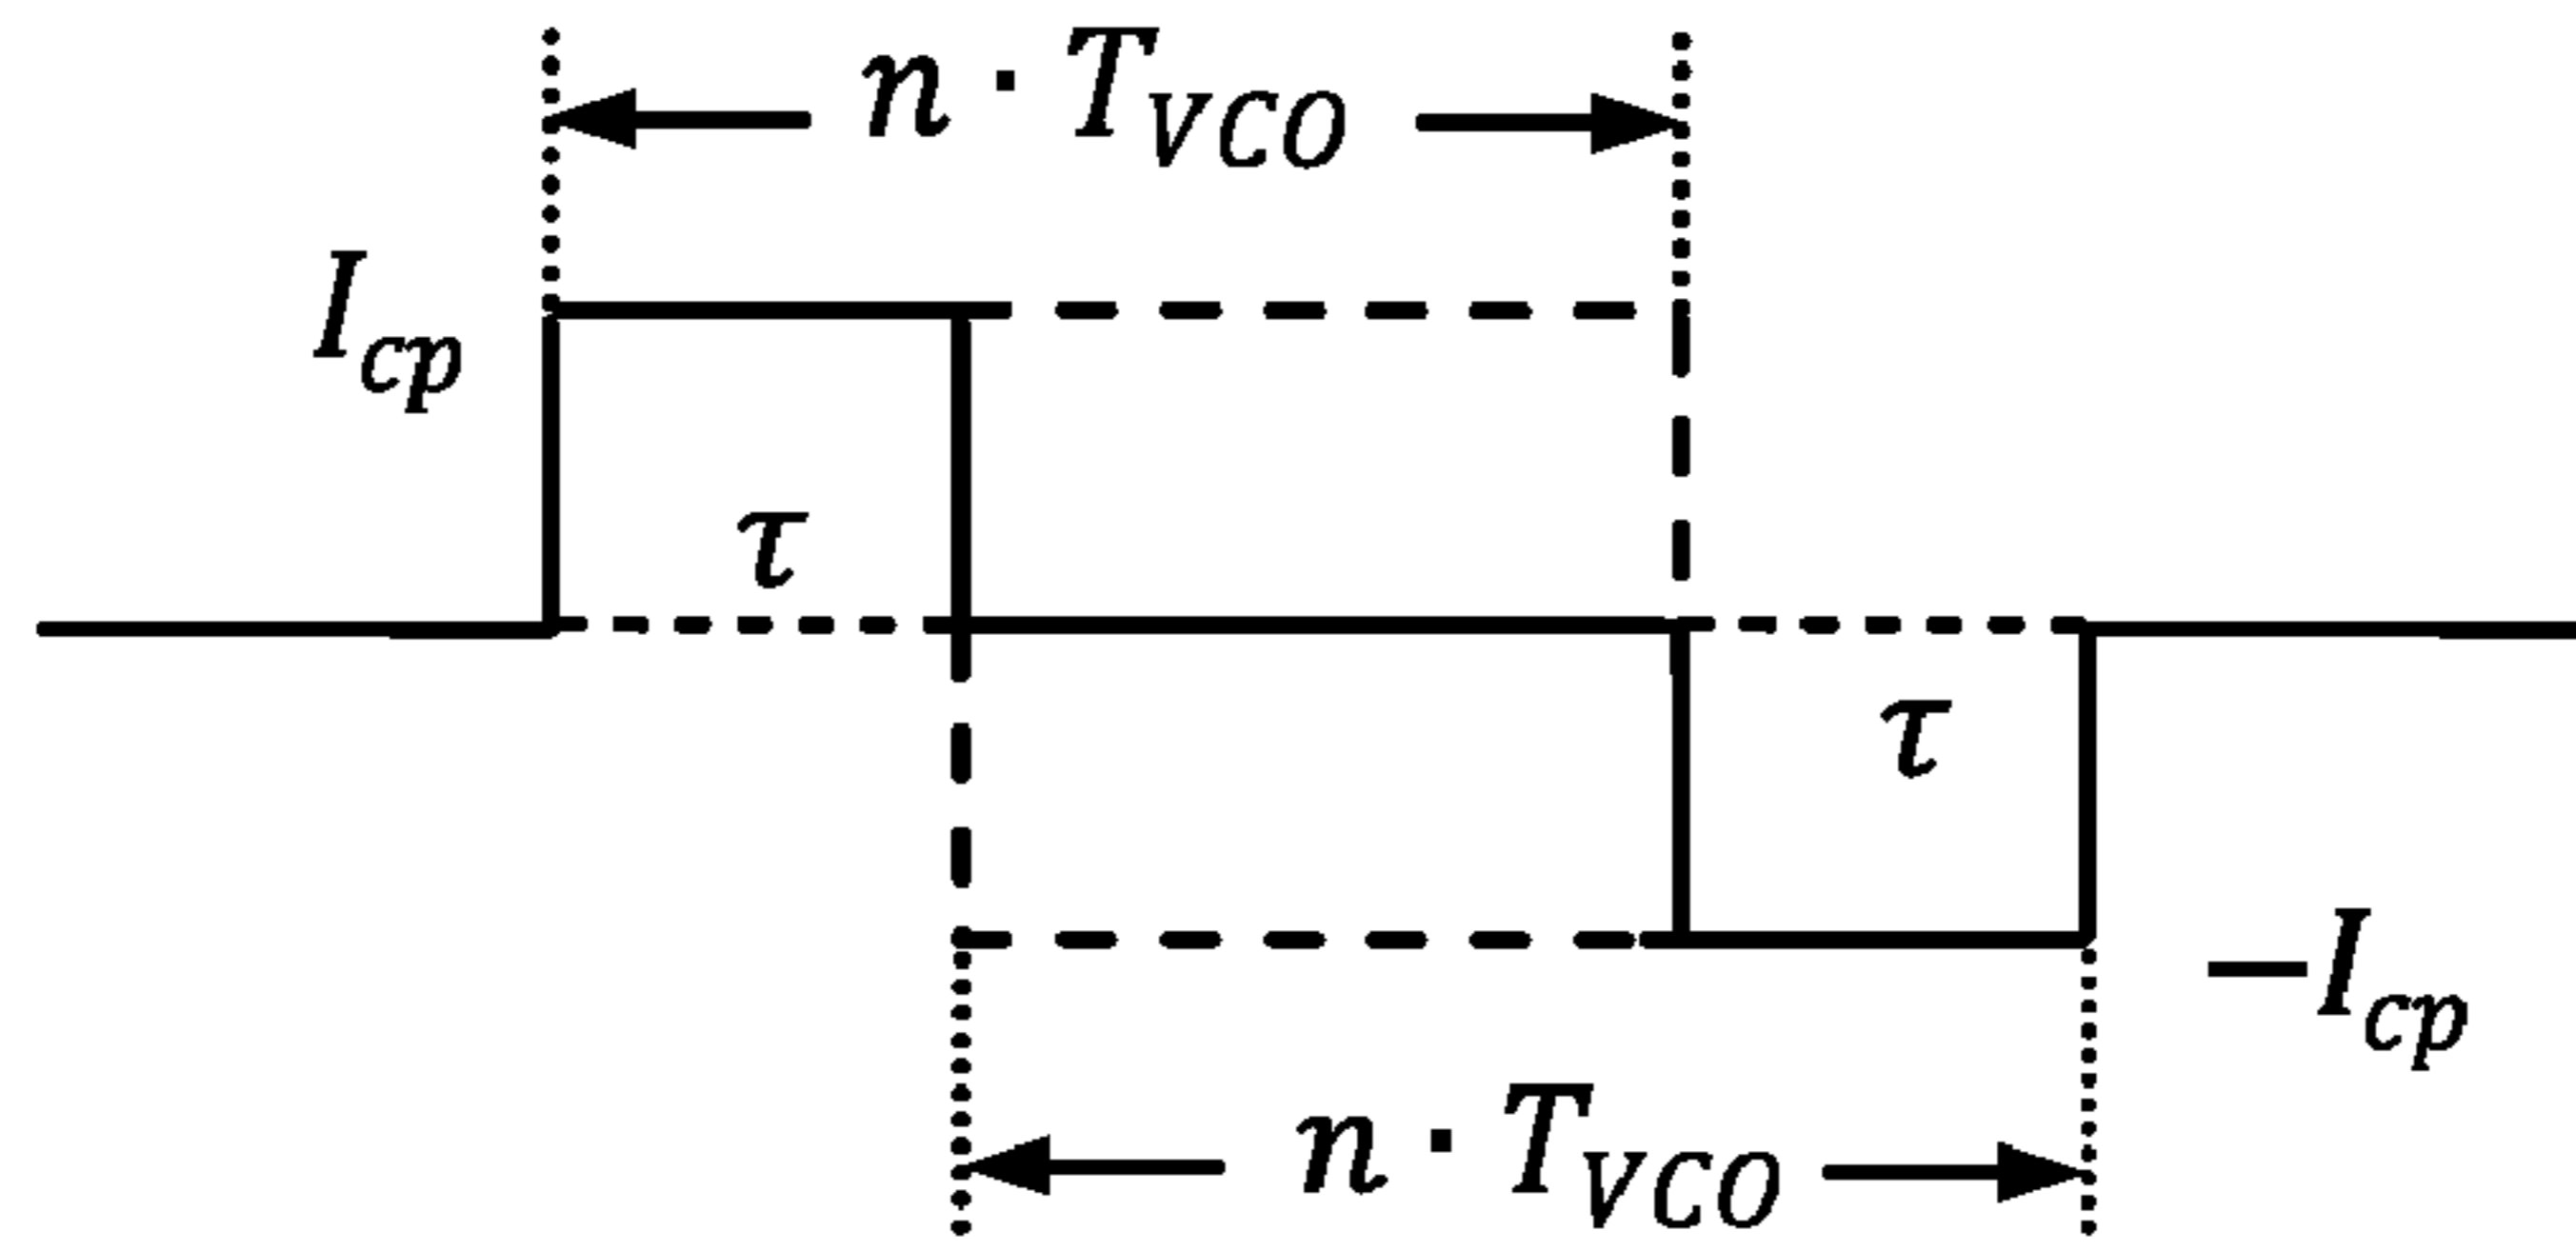 n · T_VCO
I_cp
τ
τ
−I_cp
n · T_VCO